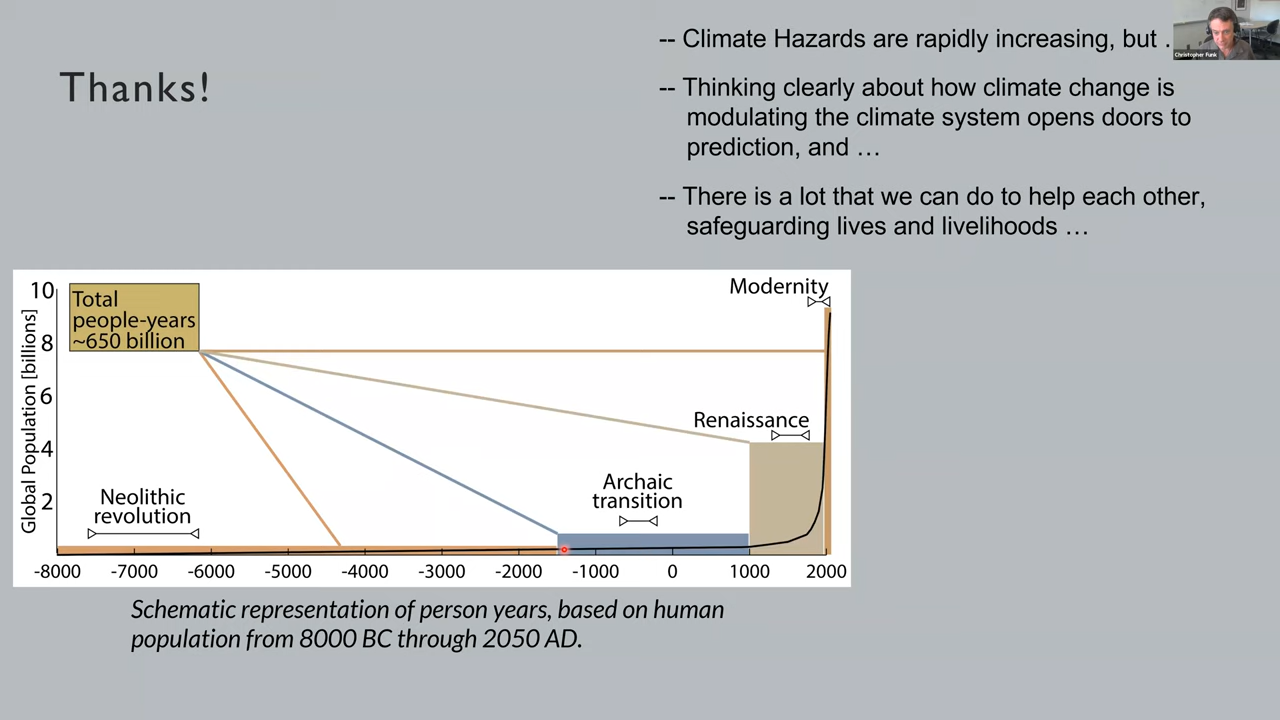 Thanks!
-- Climate Hazards are rapidly increasing, but .
-- Thinking clearly about how climate change is
modulating the climate system opens doors to
prediction, and …
-- There is a lot that we can do to help each other,
safeguarding lives and livelihoods …
Christopher Funk
Global Population [billions]
10
8
6
4
2
Total
people-years
~650 billion
Modernity
Renaissance
Archaic
transition
Neolithic
revolution
-8000 -7000 -6000 -5000 -4000 -3000 -2000 -1000 0 1000 2000
Schematic representation of person years, based on human
population from 8000 BC through 2050 AD.